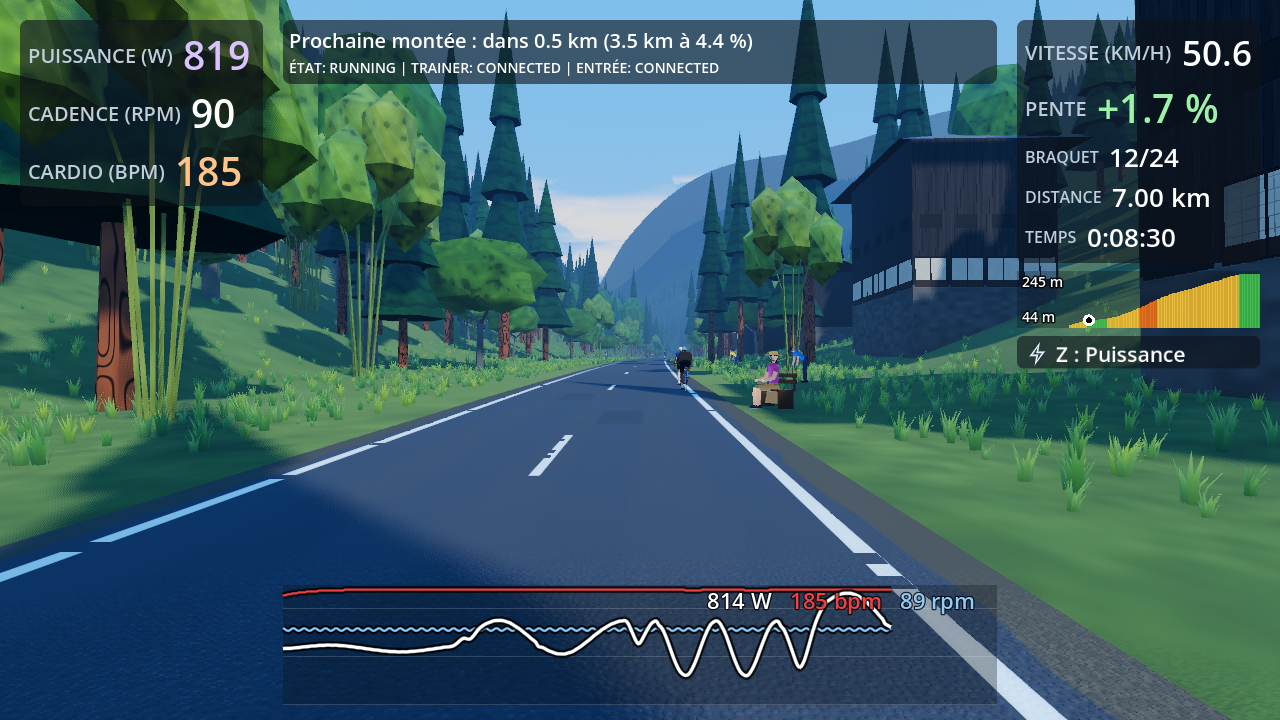 PUISSANCE (W) 819
CADENCE (RPM) 90
CARDIO (BPM) 185
Prochaine montée : dans 0.5 km (3.5 km à 4.4 %)
ÉTAT: RUNNING | TRAINER: CONNECTED | ENTRÉE: CONNECTED
VITESSE (KM/H) 50.6
PENTE +1.7 %
BRAQUET 12/24
DISTANCE 7.00 km
TEMPS 0:08:30
245 m
44 m
Z : Puissance
814 W 185 bpm 89 rpm